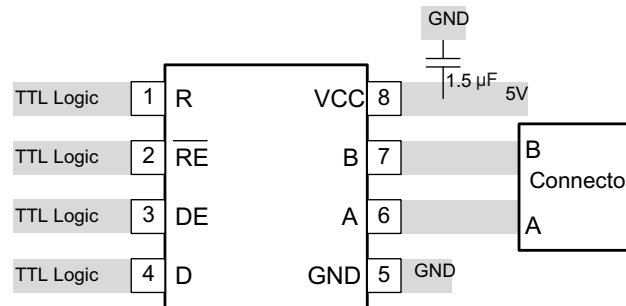 GND
1.5 µF
5V
TTL Logic 1 R VCC 8
TTL Logic 2 RE B 7 B
Connecto
TTL Logic 3 DE A 6 A
TTL Logic 4 D GND 5 GND